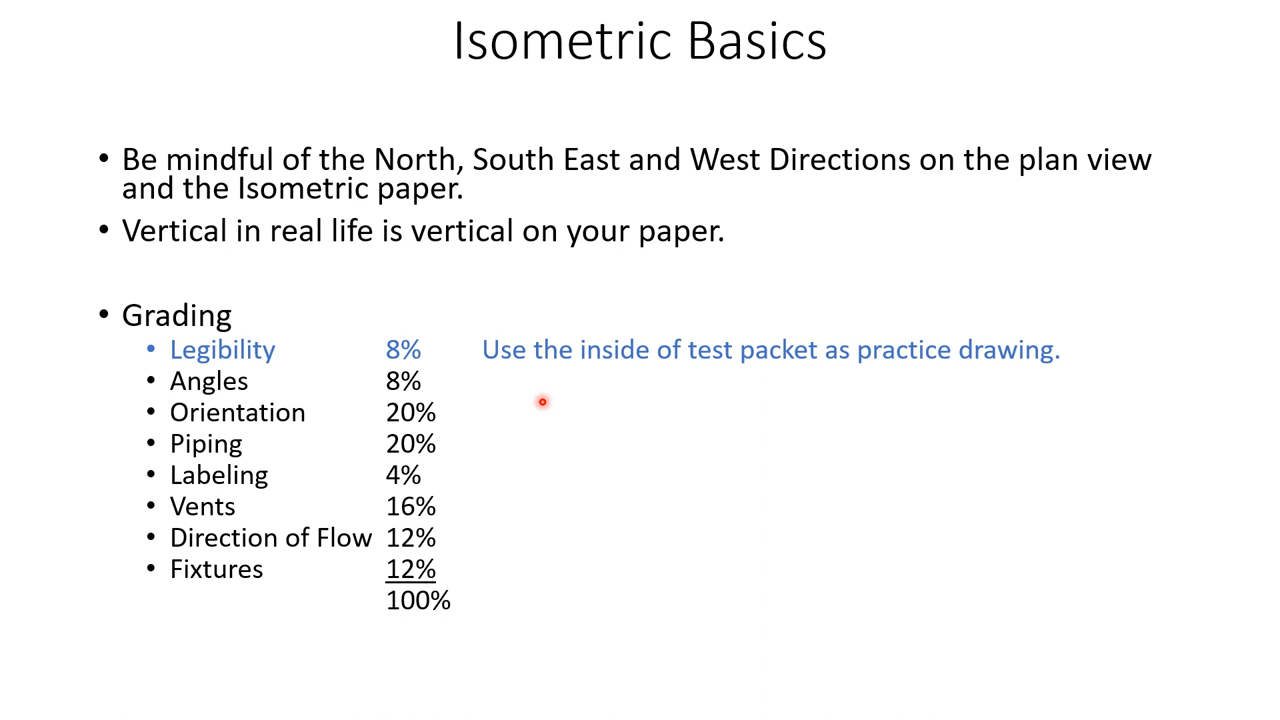 Isometric Basics
• Be mindful of the North, South East and West Directions on the plan view
and the Isometric paper.
• Vertical in real life is vertical on your paper.
• Grading
• Legibility 8% Use the inside of test packet as practice drawing.
• Angles 8%
• Orientation 20%
• Piping 20%
• Labeling 4%
• Vents 16%
• Direction of Flow 12%
• Fixtures 12%
100%